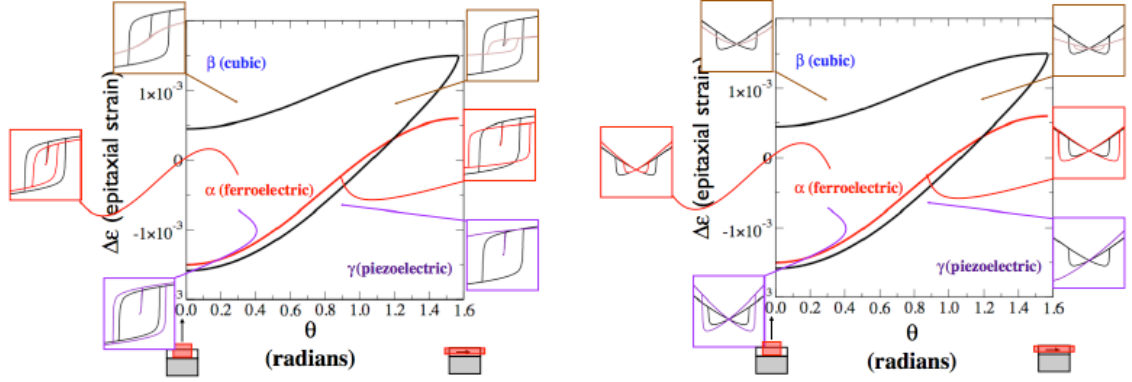 β (cubic)
1×10⁻³
0
α (ferroelectric)
-1×10⁻³
γ(piezoelectric)
3
0.0 0.2 0.4 0.6 0.8 1.0 1.2 1.4 1.6
θ
(radians)
Δε (epitaxial strain)
β (cubic)
1×10⁻³
0
α (ferroelectric)
-1×10⁻³
γ(piezoelectric)
3
0.0 0.2 0.4 0.6 0.8 1.0 1.2 1.4 1.6
θ
(radians)
Δε (epitaxial strain)